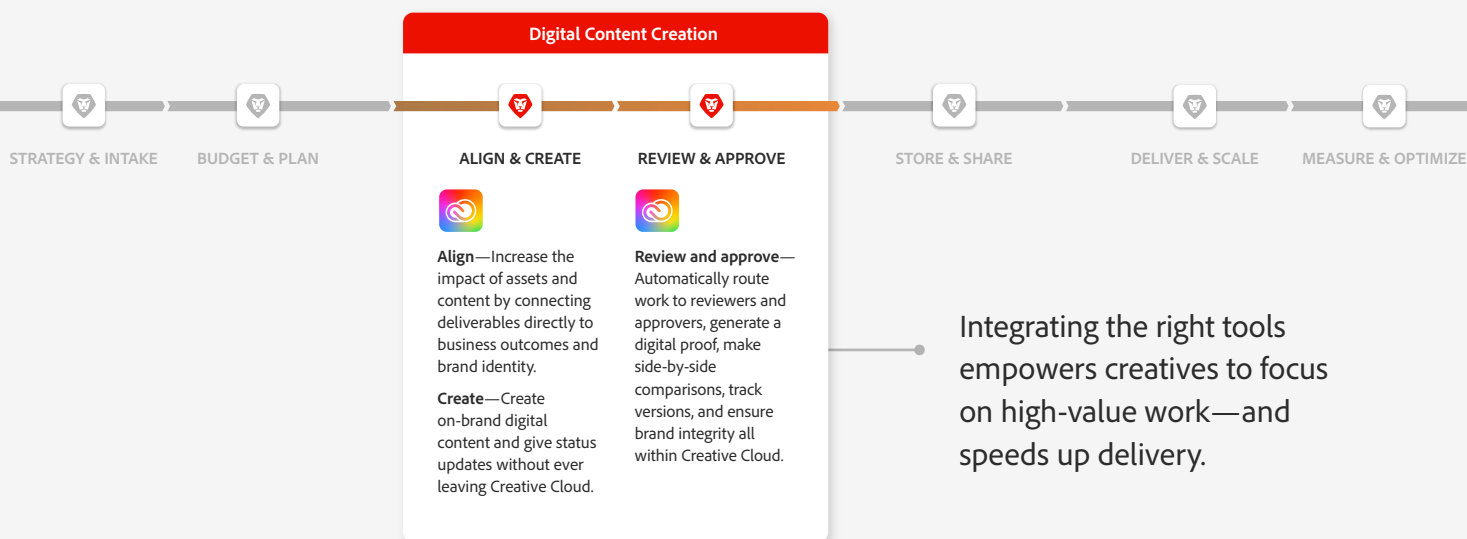 Digital Content Creation
STRATEGY & INTAKE
BUDGET & PLAN
ALIGN & CREATE
REVIEW & APPROVE
STORE & SHARE
DELIVER & SCALE
MEASURE & OPTIMIZE
Align—Increase the
impact of assets and
content by connecting
deliverables directly to
business outcomes and
brand identity.
Create—Create
on-brand digital
content and give status
updates without ever
leaving Creative Cloud.
Review and approve—
Automatically route
work to reviewers and
approvers, generate a
digital proof, make
side-by-side
comparisons, track
versions, and ensure
brand integrity all
within Creative Cloud.
Integrating the right tools
empowers creatives to focus
on high-value work—and
speeds up delivery.